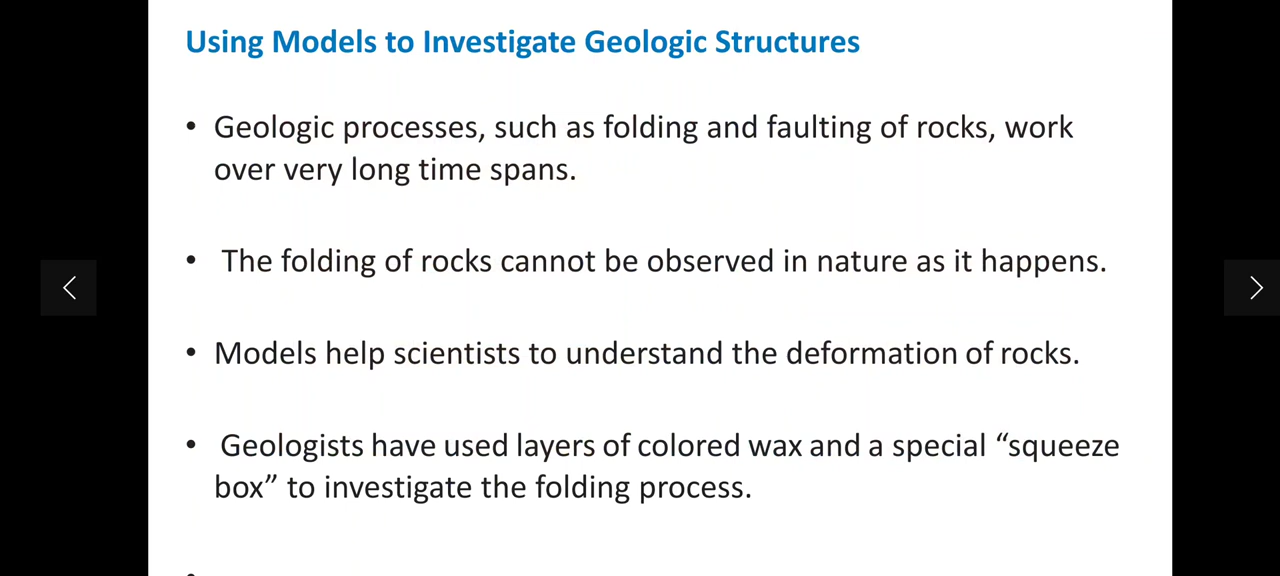 Using Models to Investigate Geologic Structures
• Geologic processes, such as folding and faulting of rocks, work
over very long time spans.
• The folding of rocks cannot be observed in nature as it happens.
• Models help scientists to understand the deformation of rocks.
• Geologists have used layers of colored wax and a special “squeeze
box” to investigate the folding process.
•